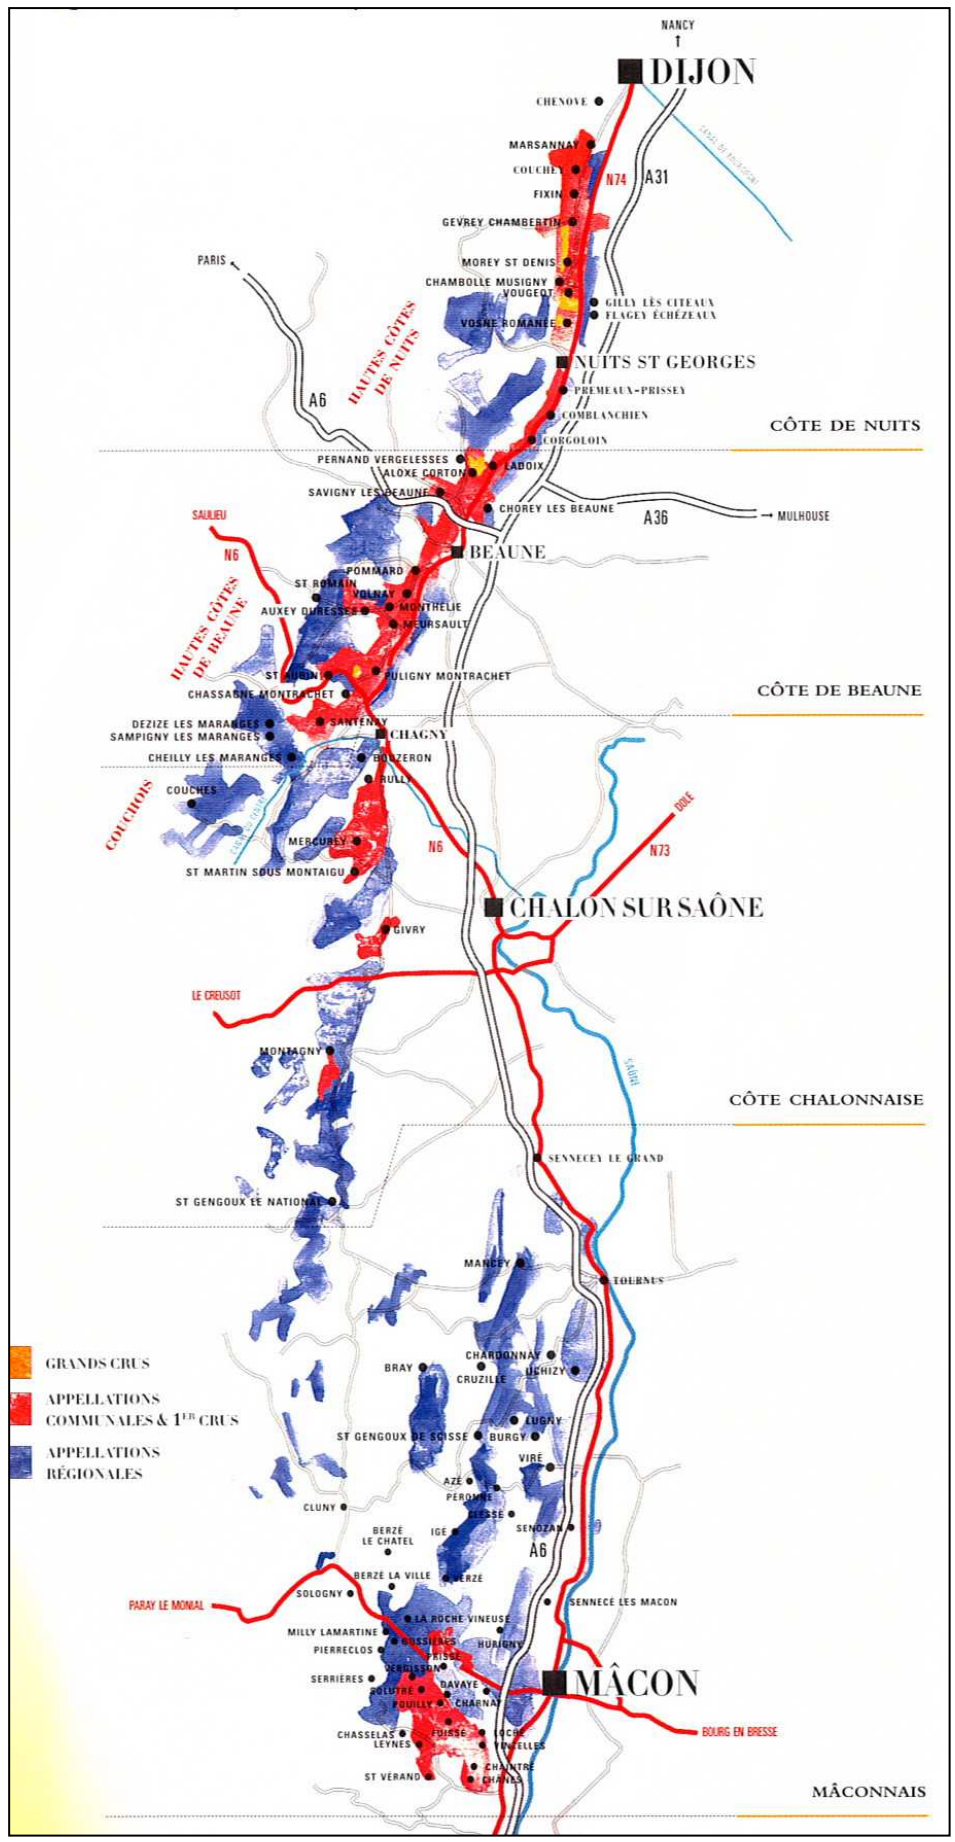 NANCY
DIJON
CHENOVE
CANAL DE BOURGOGNE
MARSANNAY
COUCHEY
N74
A31
FIXIN
GEVREY CHAMBERTIN
PARIS
MOREY ST DENIS
CHAMBOLLE MUSIGNY
VOUGEOT
GILLY LÈS CITEAUX
FLAGEY ÉCHÉZEAUX
VOSNE ROMANÉE
HAUTES CÔTES
DE NUITS
NUITS ST GEORGES
PREMEAUX-PRISSEY
A6
COMBLANCHIEN
CÔTE DE NUITS
CORGOLOIN
PERNAND VERGELESSES
LADOIX
ALOXE CORTON
SAVIGNY LES BEAUNE
CHOREY LES BEAUNE
A36
MULHOUSE
SAULIEU
N6
BEAUNE
POMMARD
ST ROMAIN
VOLNAY
AUXEY DURESSES
MONTHELIE
MEURSAULT
HAUTES CÔTES
DE BEAUNE
ST AUBIN
PULIGNY MONTRACHET
CHASSAGNE MONTRACHET
CÔTE DE BEAUNE
DEZIZE LES MARANGES
SANTENAY
SAMPIGNY LES MARANGES
CHAGNY
CHEILLY LES MARANGES
BOUZERON
RULLY
COUCHOIS
COUCHES
CANAL DU CENTRE
DOLE
MERCUREY
N6
N73
ST MARTIN SOUS MONTAIGU
CHALON SUR SAÔNE
GIVRY
LE CREUSOT
MONTAGNY
SAÔNE
CÔTE CHALONNAISE
SENNECEY LE GRAND
ST GENGOUX LE NATIONAL
MANCEY
TOURNUS
GRANDS CRUS
CHARDONNAY
BRAY
CRUZILLE
UCHIZY
APPELLATIONS
COMMUNALES & 1ER CRUS
LUGNY
ST GENGOUX DE SCISSE
BURGY
APPELLATIONS
RÉGIONALES
VIRÉ
AZÉ
PERONNE
CLUNY
CLESSÉ
BERZÉ
LE CHATEL
IGÉ
SENOZAN
A6
BERZÉ LA VILLE
VERZÉ
SOLOGNY
PARAY LE MONIAL
SENNECÉ LES MACON
LA ROCHE VINEUSE
MILLY LAMARTINE
BUSSIÈRES
HURIGNY
PIERRECLOS
PRISSÉ
VERGISSON
SERRIÈRES
DAVAYÉ
MÂCON
SOLUTRÉ
POUILLY
CHARNAY
CHASSELAS
FUISSÉ
LOCHÉ
BOURG EN BRESSE
LEYNES
VINZELLES
CHAINTRÉ
ST VÉRAND
CHANES
MÂCONNAIS